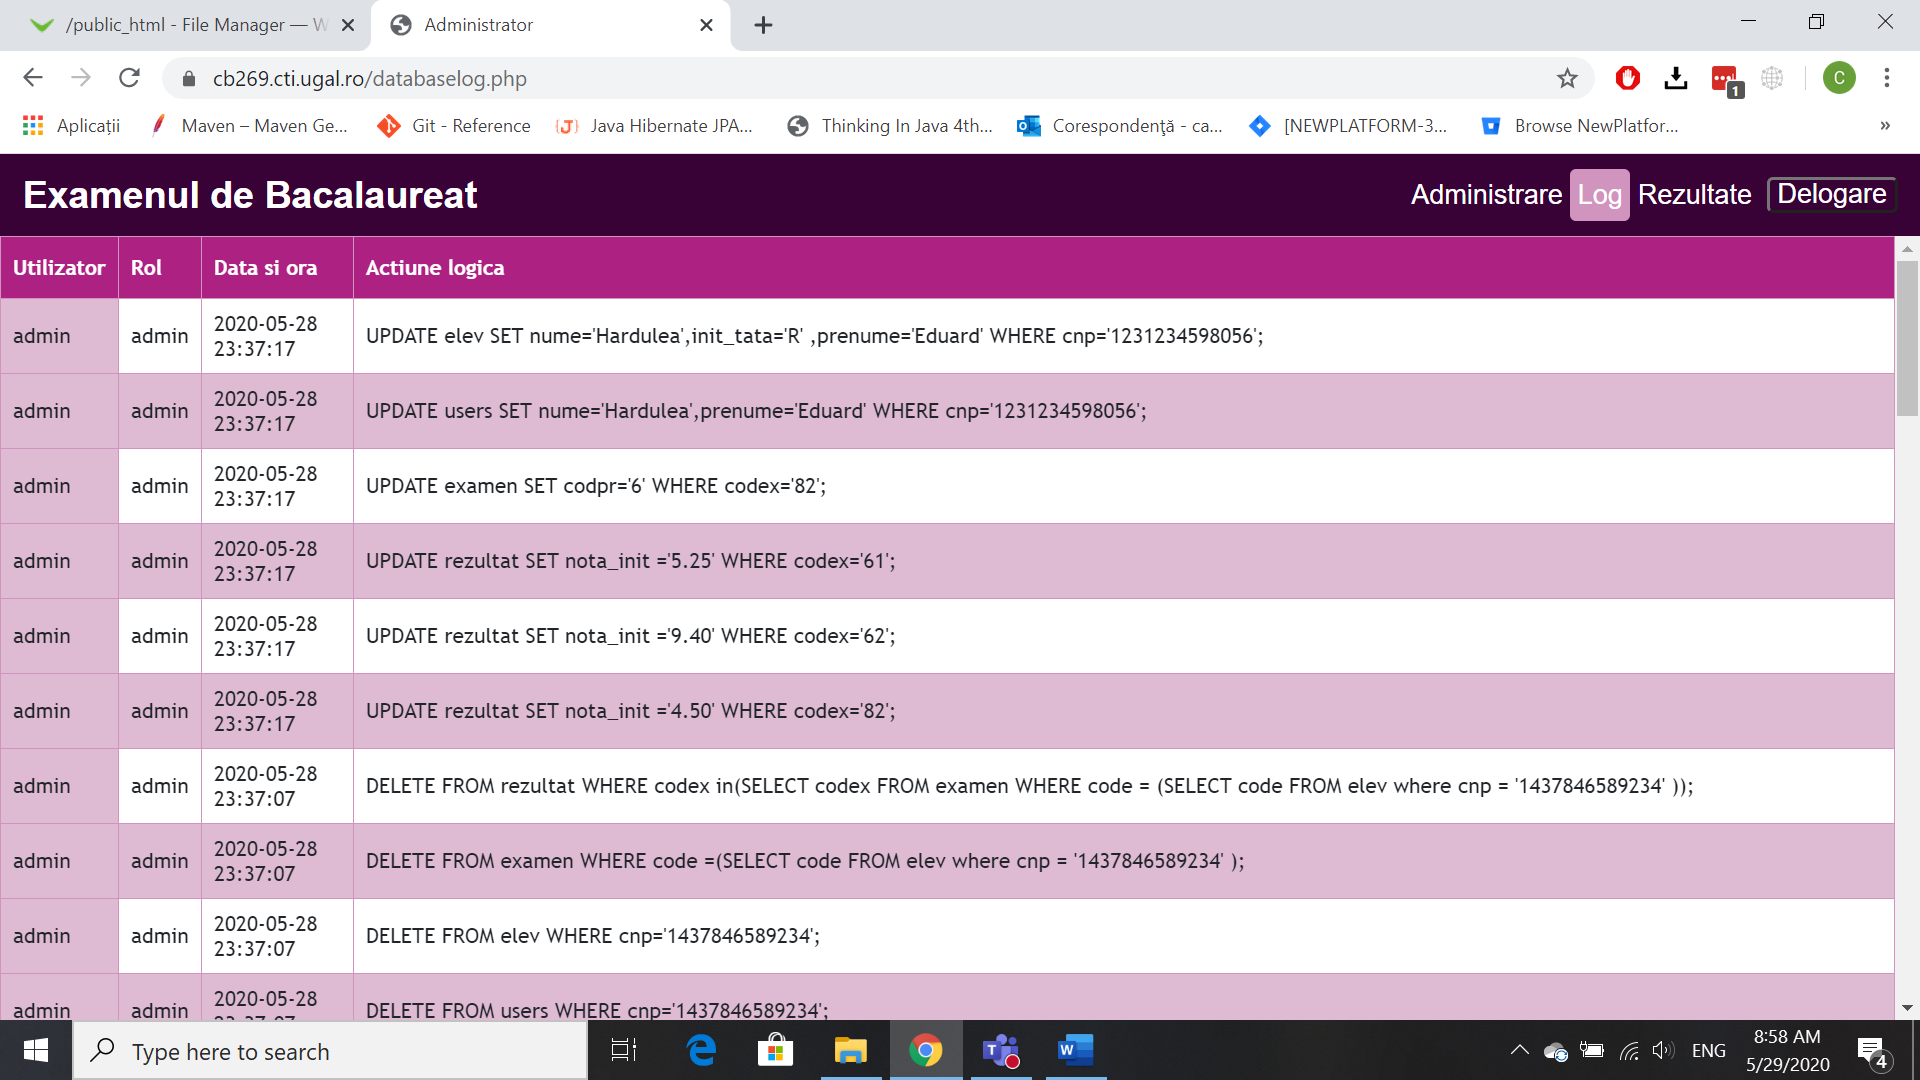 /public_html - File Manager — W
Administrator
cb269.cti.ugal.ro/databaselog.php
1
C
Aplicații
Maven – Maven Ge...
Git - Reference
Java Hibernate JPA...
Thinking In Java 4th...
Corespondenţă - ca...
[NEWPLATFORM-3...
Browse NewPlatfor...
»
Examenul de Bacalaureat
Administrare Log Rezultate Delogare
Utilizator Rol Data si ora Actiune logica
admin admin 2020-05-28
23:37:17
UPDATE elev SET nume='Hardulea',init_tata='R' ,prenume='Eduard' WHERE cnp='1231234598056';
admin admin 2020-05-28
23:37:17
UPDATE users SET nume='Hardulea',prenume='Eduard' WHERE cnp='1231234598056';
admin admin 2020-05-28
23:37:17
UPDATE examen SET codpr='6' WHERE codex='82';
admin admin 2020-05-28
23:37:17
UPDATE rezultat SET nota_init ='5.25' WHERE codex='61';
admin admin 2020-05-28
23:37:17
UPDATE rezultat SET nota_init ='9.40' WHERE codex='62';
admin admin 2020-05-28
23:37:17
UPDATE rezultat SET nota_init ='4.50' WHERE codex='82';
admin admin 2020-05-28
23:37:07
DELETE FROM rezultat WHERE codex in(SELECT codex FROM examen WHERE code = (SELECT code FROM elev where cnp = '1437846589234' ));
admin admin 2020-05-28
23:37:07
DELETE FROM examen WHERE code =(SELECT code FROM elev where cnp = '1437846589234' );
admin admin 2020-05-28
23:37:07
DELETE FROM elev WHERE cnp='1437846589234';
admin admin 2020-05-28
23:37:07
DELETE FROM users WHERE cnp='1437846589234';
Type here to search
ENG
8:58 AM
5/29/2020
4